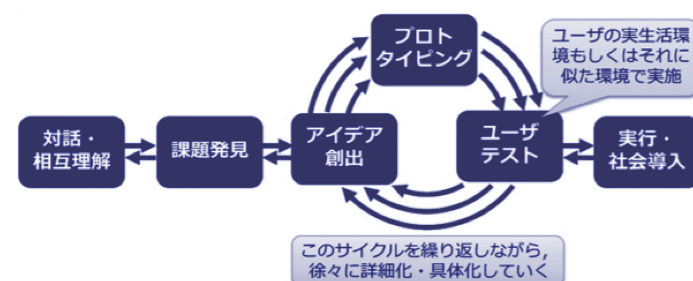 プロト
タイピング
ユーザの実生活環
境もしくはそれに
似た環境で実施
対話・
相互理解
課題発見
アイデア
創出
ユーザ
テスト
実行・
社会導入
このサイクルを繰り返しながら,
徐々に詳細化・具体化していく